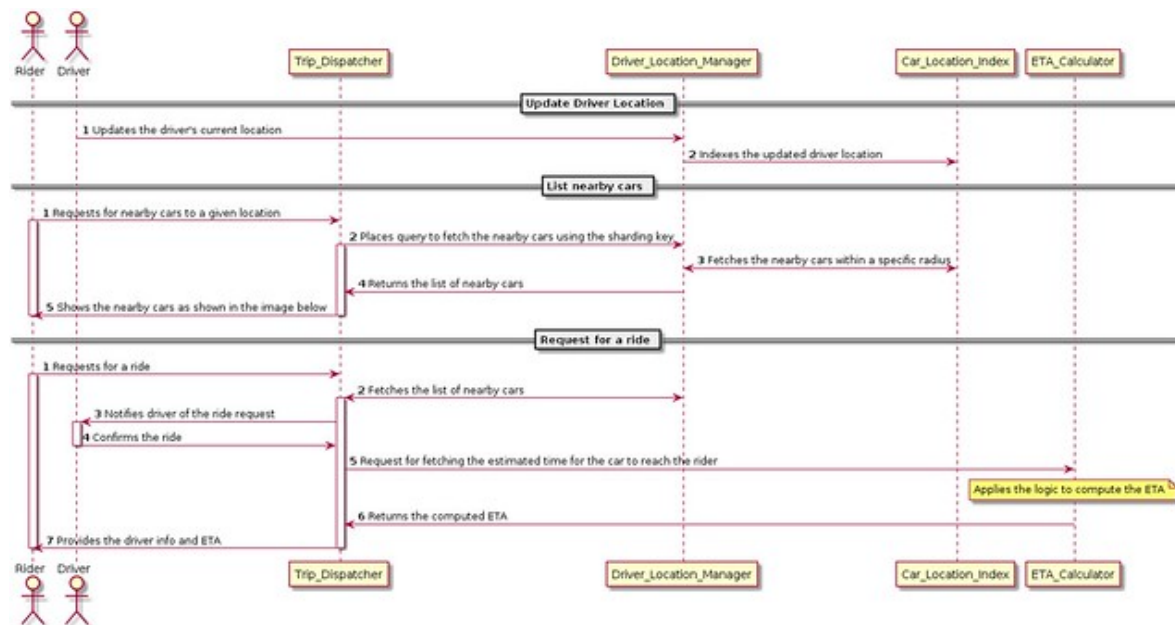 Rider Driver Trip_Dispatcher Driver_Location_Manager Car_Location_Index ETA_Calculator
Update Driver Location
1 Updates the driver's current location
2 Indexes the updated driver location
List nearby cars
1 Requests for nearby cars to a given location
2 Places query to fetch the nearby cars using the sharding key
3 Fetches the nearby cars within a specific radius
4 Returns the list of nearby cars
5 Shows the nearby cars as shown in the image below
Request for a ride
1 Requests for a ride
2 Fetches the list of nearby cars
3 Notifies driver of the ride request
4 Confirms the ride
5 Request for fetching the estimated time for the car to reach the rider
Applies the logic to compute the ETA
6 Returns the computed ETA
7 Provides the driver info and ETA
Rider Driver Trip_Dispatcher Driver_Location_Manager Car_Location_Index ETA_Calculator